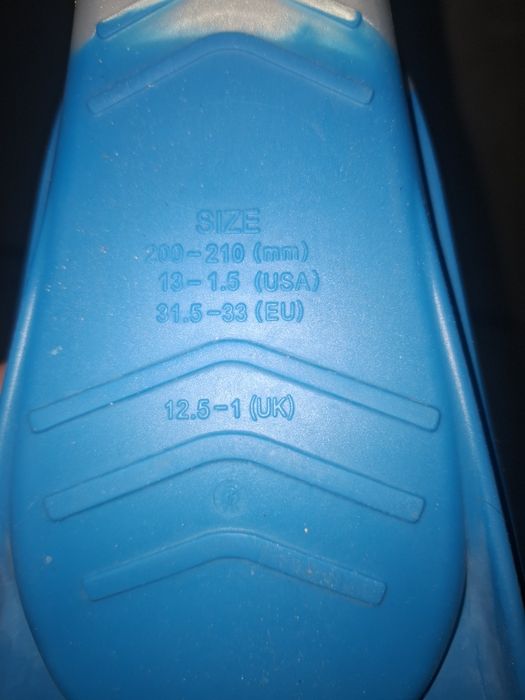 SIZE
200-210 (mm)
13-1.5 (USA)
31.5-33 (EU)
12.5-1 (UK)